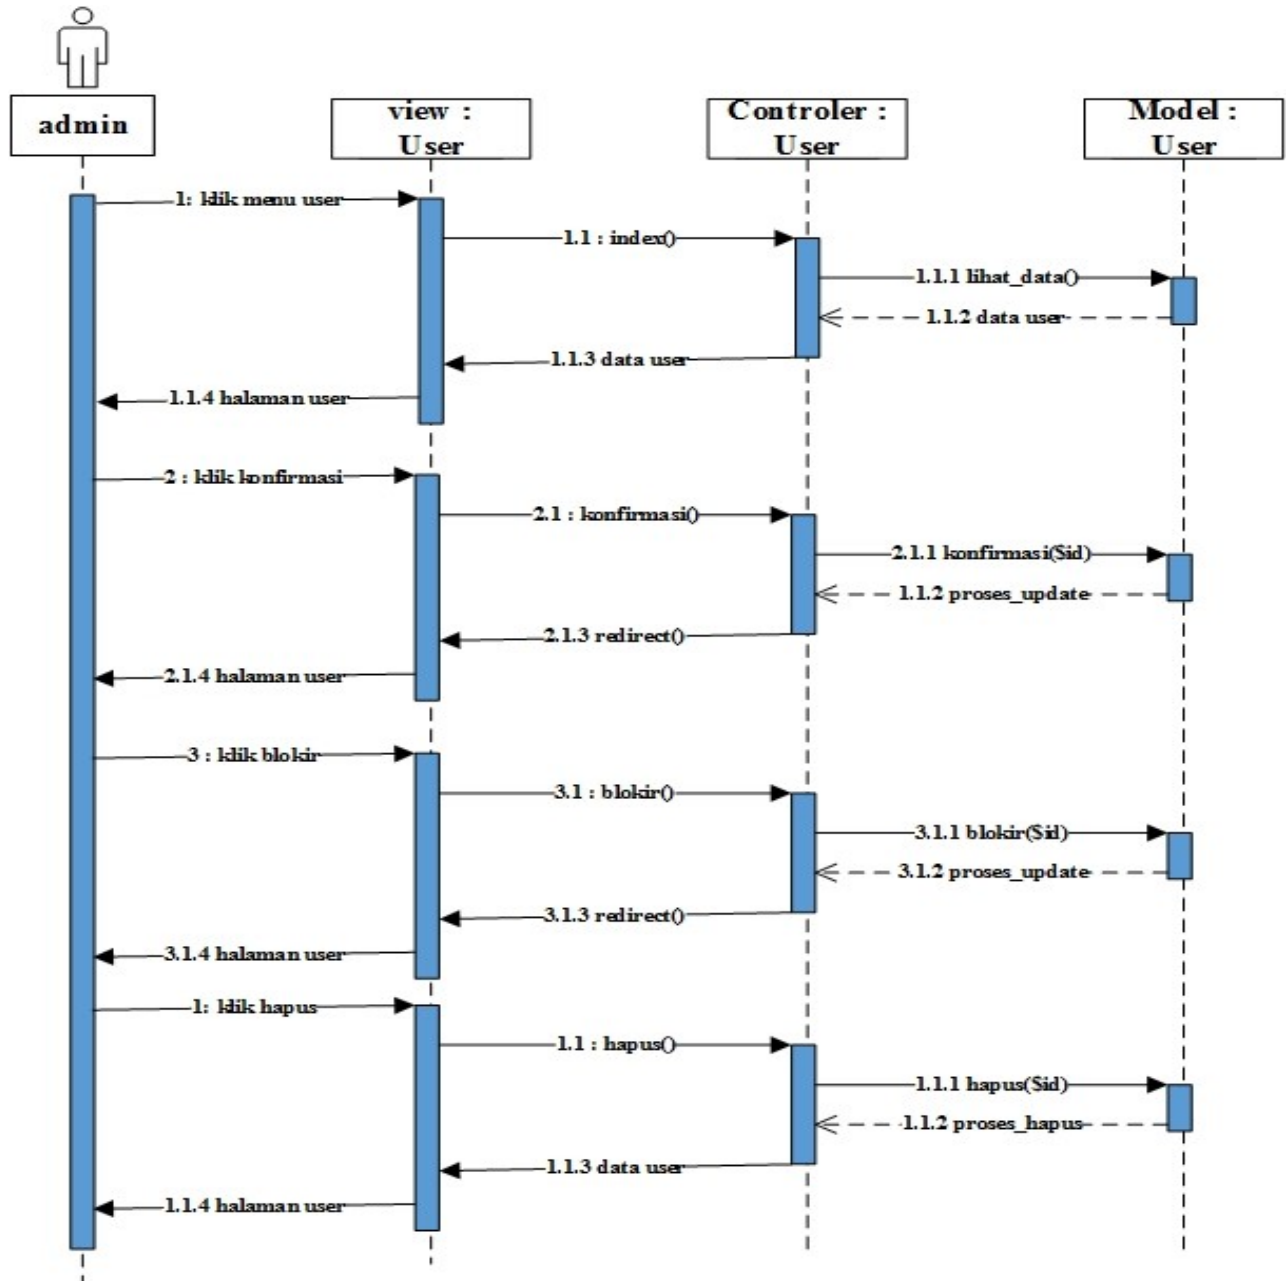 admin
view :
User
Controler :
User
Model :
User
1: klik menu user
1.1 : index()
1.1.1 lihat_data()
1.1.2 data user
1.1.3 data user
1.1.4 halaman user
2 : klik konfirmasi
2.1 : konfirmasi()
2.1.1 konfirmasi($id)
1.1.2 proses_update
2.1.3 redirect()
2.1.4 halaman user
3 : klik blokir
3.1 : blokir()
3.1.1 blokir($id)
3.1.2 proses_update
3.1.3 redirect()
3.1.4 halaman user
1: klik hapus
1.1 : hapus()
1.1.1 hapus($id)
1.1.2 proses_hapus
1.1.3 data user
1.1.4 halaman user